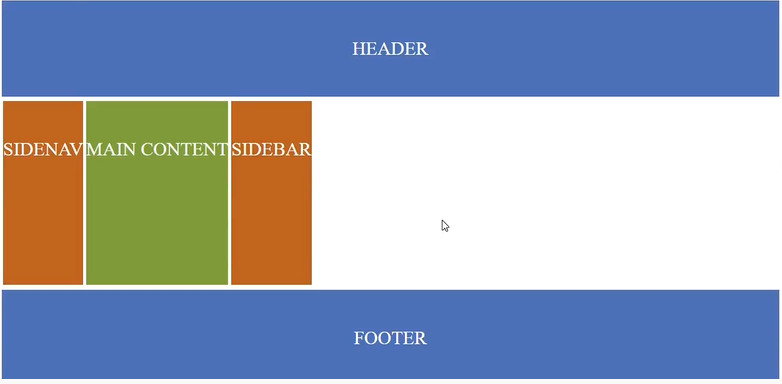 HEADER
SIDENAV MAIN CONTENT SIDEBAR
FOOTER